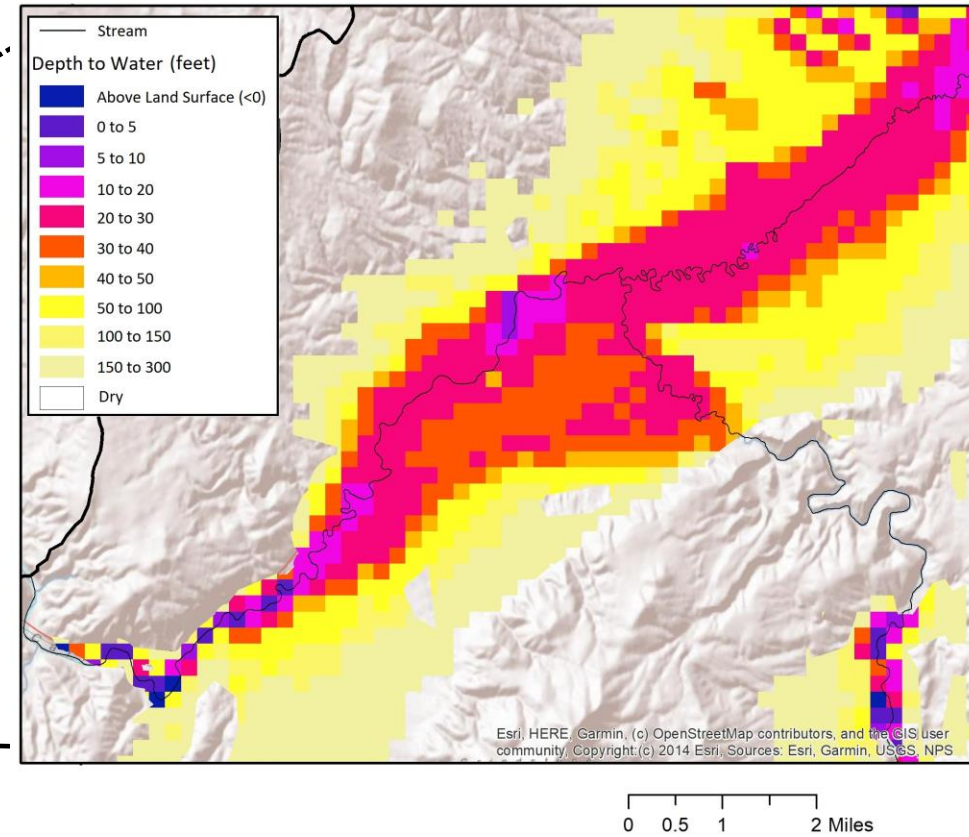 Stream
Depth to Water (feet)
Above Land Surface (<0)
0 to 5
5 to 10
10 to 20
20 to 30
30 to 40
40 to 50
50 to 100
100 to 150
150 to 300
Dry
Esri, HERE, Garmin, (c) OpenStreetMap contributors, and the GIS user
community, Copyright:(c) 2014 Esri, Sources: Esri, Garmin, USGS, NPS
0 0.5 1 2 Miles